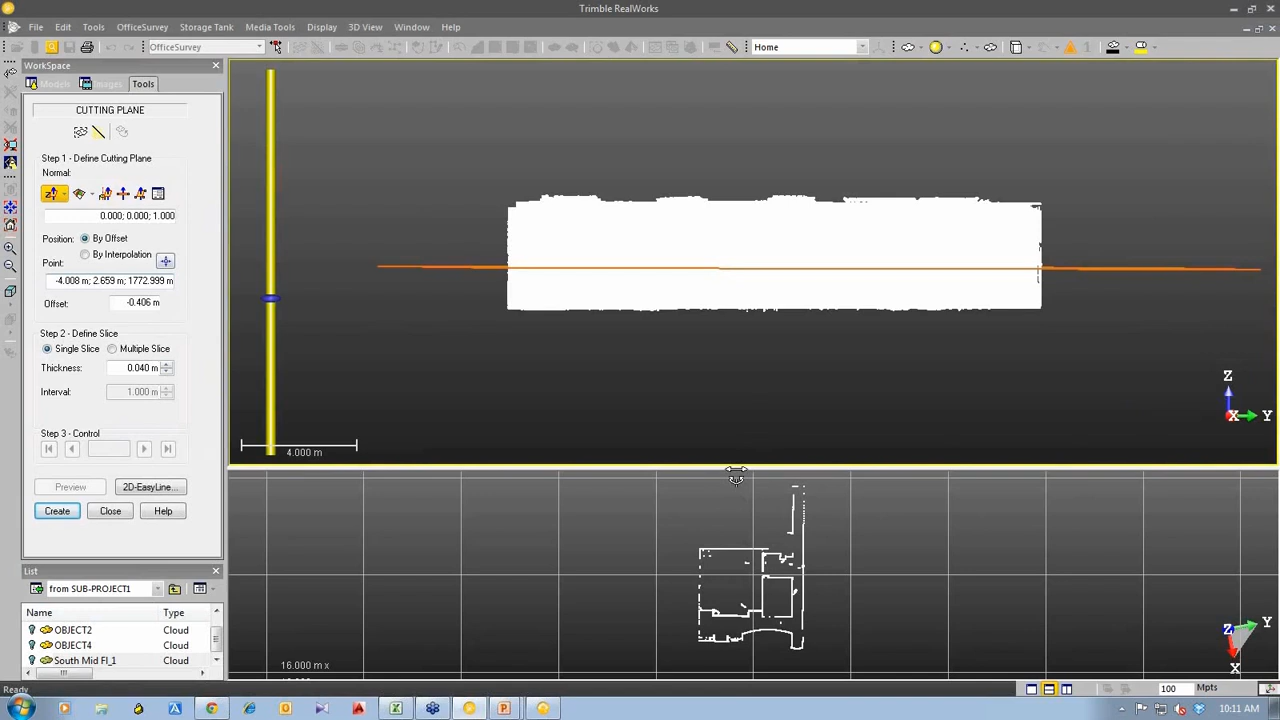 Trimble RealWorks
File Edit Tools OfficeSurvey Storage Tank Media Tools Display 3D View Window Help
OfficeSurvey Home
WorkSpace
Models Images Tools
CUTTING PLANE
Step 1 - Define Cutting Plane
Normal:
0.000; 0.000; 1.000
Position: By Offset
By Interpolation
Point:
-4.008 m; 2.659 m; 1772.999 m
Offset: -0.406 m
Step 2 - Define Slice
Single Slice Multiple Slice
Thickness: 0.040 m
Interval: 1.000 m
Step 3 - Control
Preview 2D-EasyLine...
Create Close Help
List
from SUB-PROJECT1
Name Type
OBJECT2 Cloud
OBJECT4 Cloud
South Mid Fl_1 Cloud
Z
X Y
4.000 m
16.000 m x
Z Y
X
Ready
100 Mpts
10:11 AM